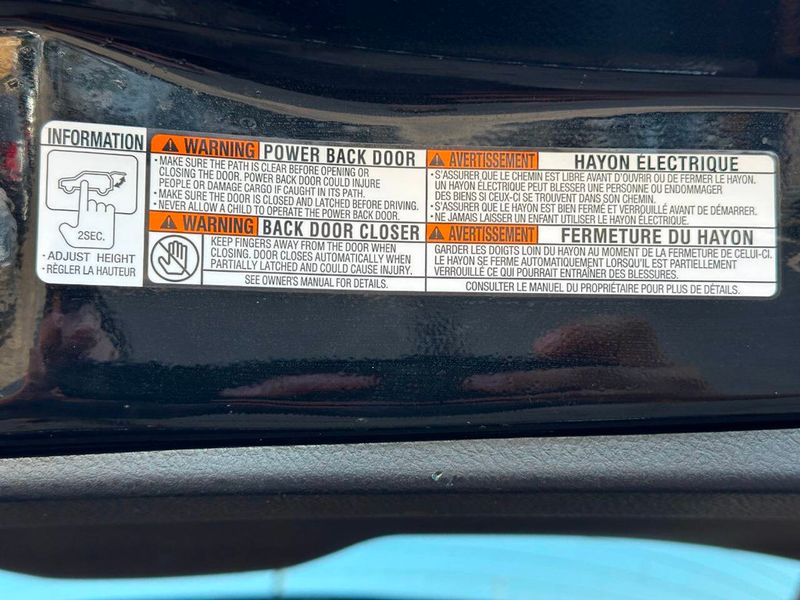 INFORMATION
2SEC.
• ADJUST HEIGHT
• RÉGLER LA HAUTEUR
WARNING POWER BACK DOOR
• MAKE SURE THE PATH IS CLEAR BEFORE OPENING OR
CLOSING THE DOOR. POWER BACK DOOR COULD INJURE
PEOPLE OR DAMAGE CARGO IF CAUGHT IN ITS PATH.
• MAKE SURE THE DOOR IS CLOSED AND LATCHED BEFORE DRIVING.
• NEVER ALLOW A CHILD TO OPERATE THE POWER BACK DOOR.
WARNING BACK DOOR CLOSER
KEEP FINGERS AWAY FROM THE DOOR WHEN
CLOSING. DOOR CLOSES AUTOMATICALLY WHEN
PARTIALLY LATCHED AND COULD CAUSE INJURY.
SEE OWNER'S MANUAL FOR DETAILS.
AVERTISSEMENT HAYON ÉLECTRIQUE
• S'ASSURER QUE LE CHEMIN EST LIBRE AVANT D'OUVRIR OU DE FERMER LE HAYON.
UN HAYON ÉLECTRIQUE PEUT BLESSER UNE PERSONNE OU ENDOMMAGER
DES BIENS SI CEUX-CI SE TROUVENT DANS SON CHEMIN.
• S'ASSURER QUE LE HAYON EST BIEN FERMÉ ET VERROUILLÉ AVANT DE DÉMARRER.
• NE JAMAIS LAISSER UN ENFANT UTILISER LE HAYON ÉLECTRIQUE.
AVERTISSEMENT FERMETURE DU HAYON
GARDER LES DOIGTS LOIN DU HAYON AU MOMENT DE LA FERMETURE DE CELUI-CI.
LE HAYON SE FERME AUTOMATIQUEMENT LORSQU'IL EST PARTIELLEMENT
VERROUILLÉ CE QUI POURRAIT ENTRAÎNER DES BLESSURES.
CONSULTER LE MANUEL DU PROPRIÉTAIRE POUR PLUS DE DÉTAILS.